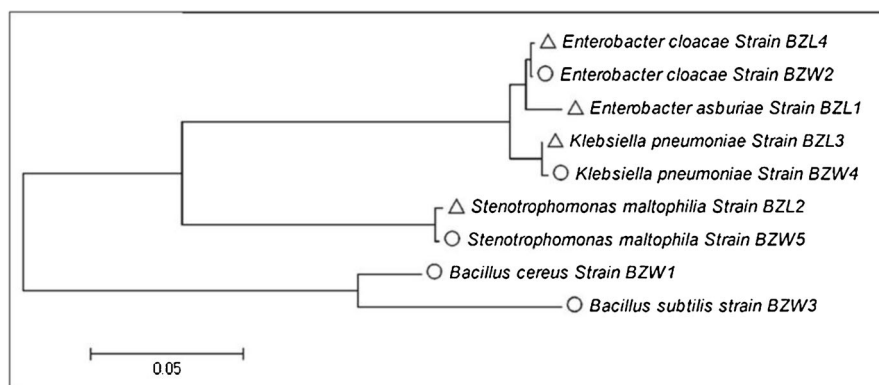 Enterobacter cloacae Strain BZL4
Enterobacter cloacae Strain BZW2
Enterobacter asburiae Strain BZL1
Klebsiella pneumoniae Strain BZL3
Klebsiella pneumoniae Strain BZW4
Stenotrophomonas maltophilia Strain BZL2
Stenotrophomonas maltophila Strain BZW5
Bacillus cereus Strain BZW1
Bacillus subtilis strain BZW3
0.05